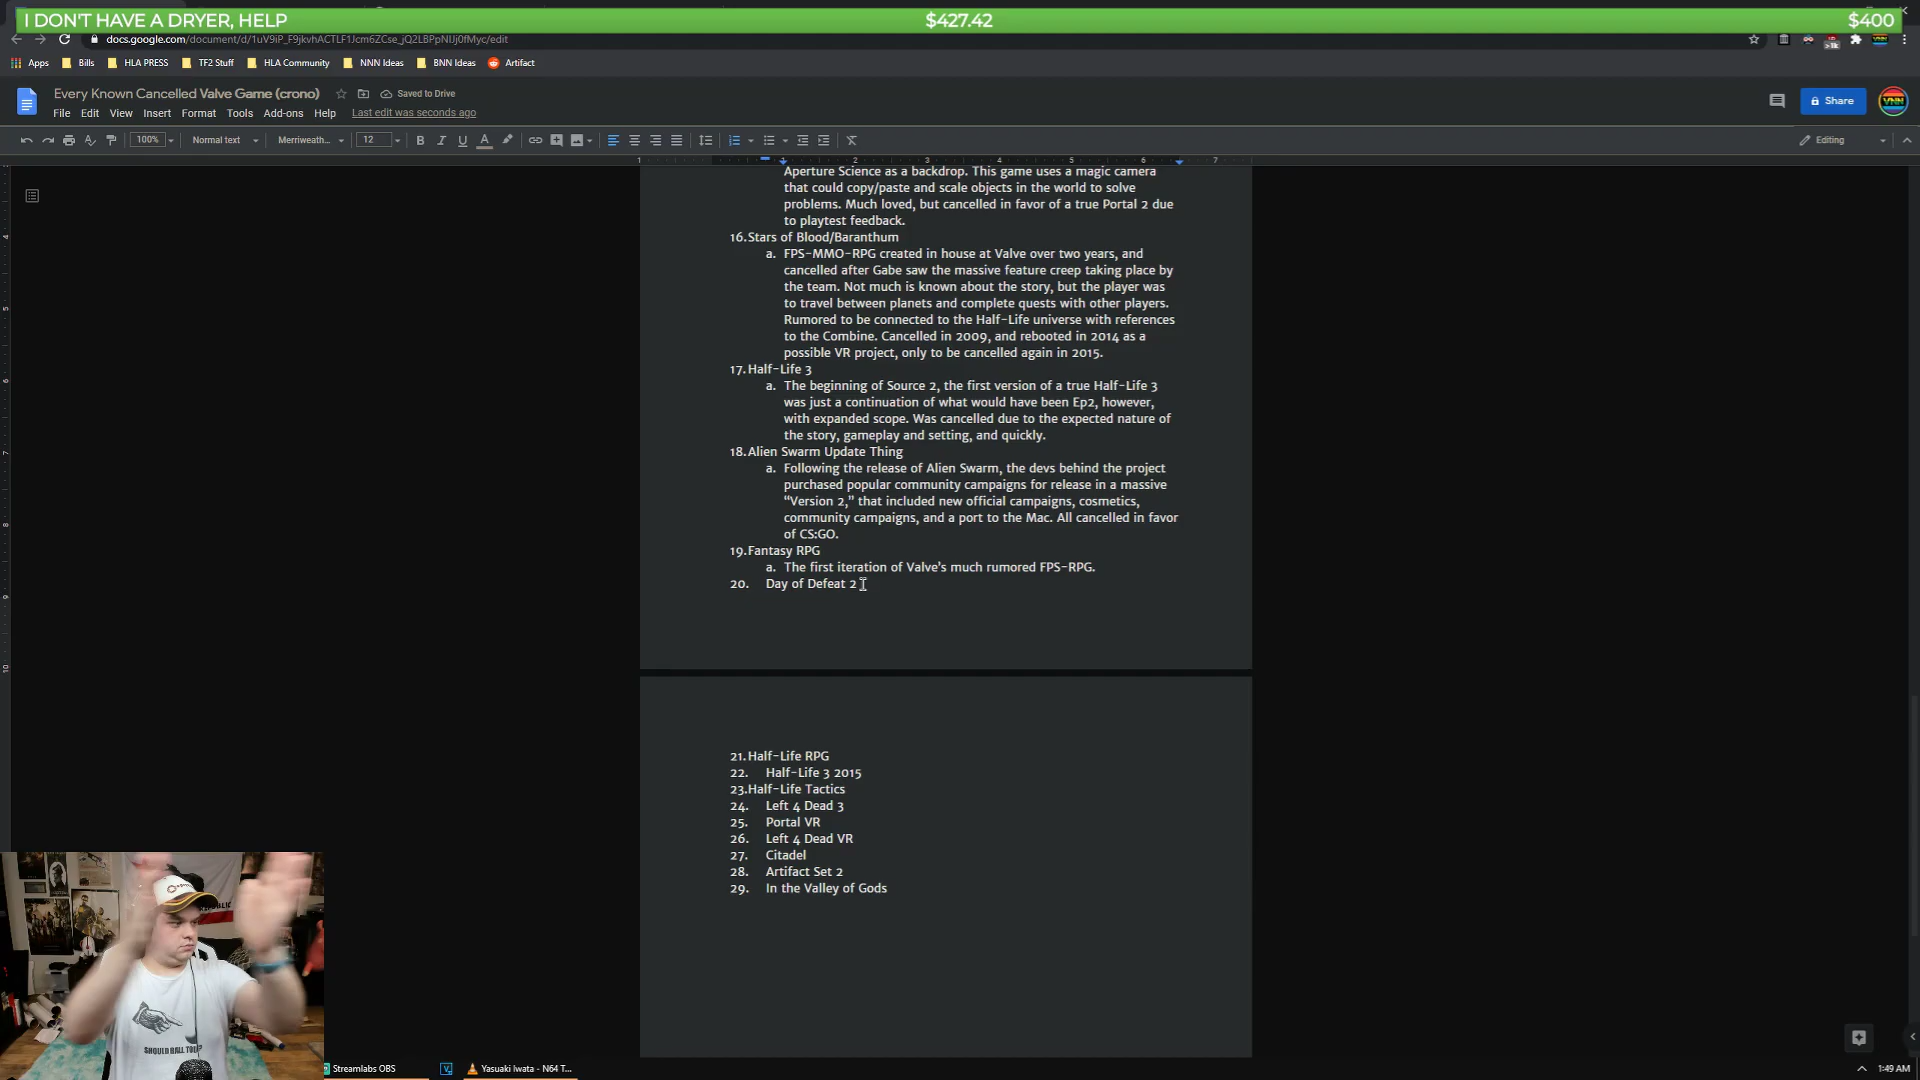 I DON'T HAVE A DRYER, HELP $427.42 $400
docs.google.com/document/d/1uV9iP_F9jkvhACTLF1Jcm6ZCse_jQ2LBPpNIJj0fMyc/edit
Apps Bills HLA PRESS TF2 Stuff HLA Community NNN Ideas BNN Ideas Artifact
Every Known Cancelled Valve Game (crono) Saved to Drive
File Edit View Insert Format Tools Add-ons Help Last edit was seconds ago
Share
VNN
100% Normal text Merriweath... 12 Editing
1 1 2 3 4 5 6 7
Aperture Science as a backdrop. This game uses a magic camera
that could copy/paste and scale objects in the world to solve
problems. Much loved, but cancelled in favor of a true Portal 2 due
to playtest feedback.
16.Stars of Blood/Baranthum
a. FPS-MMO-RPG created in house at Valve over two years, and
cancelled after Gabe saw the massive feature creep taking place by
the team. Not much is known about the story, but the player was
to travel between planets and complete quests with other players.
Rumored to be connected to the Half-Life universe with references
to the Combine. Cancelled in 2009, and rebooted in 2014 as a
possible VR project, only to be cancelled again in 2015.
17.Half-Life 3
a. The beginning of Source 2, the first version of a true Half-Life 3
was just a continuation of what would have been Ep2, however,
with expanded scope. Was cancelled due to the expected nature of
the story, gameplay and setting, and quickly.
18.Alien Swarm Update Thing
a. Following the release of Alien Swarm, the devs behind the project
purchased popular community campaigns for release in a massive
“Version 2,” that included new official campaigns, cosmetics,
community campaigns, and a port to the Mac. All cancelled in favor
of CS:GO.
19.Fantasy RPG
a. The first iteration of Valve’s much rumored FPS-RPG.
20. Day of Defeat 2
21.Half-Life RPG
22. Half-Life 3 2015
23.Half-Life Tactics
24. Left 4 Dead 3
25. Portal VR
26. Left 4 Dead VR
27. Citadel
28. Artifact Set 2
29. In the Valley of Gods
Streamlabs OBS Yasuaki Iwata - N64 T... 1:49 AM